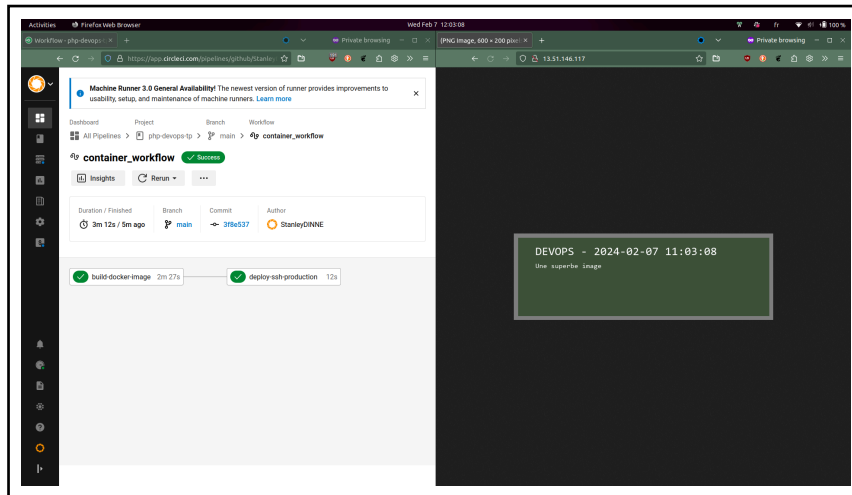 Activities Firefox Web Browser Wed Feb 7 12:03:08 fr 100 %
Workflow - php-devops- Private browsing
https://app.circleci.com/pipelines/github/Stanley
Machine Runner 3.0 General Availability! The newest version of runner provides improvements to
usability, setup, and maintenance of machine runners. Learn more
Dashboard Project Branch Workflow
All Pipelines > php-devops-tp > main > container_workflow
container_workflow Success
Insights Rerun
Duration / Finished Branch Commit Author
3m 12s / 5m ago main 3f8e537 StanleyDINNE
build-docker-image 2m 27s deploy-ssh-production 12s
(PNG Image, 600 × 200 pixel Private browsing
13.51.146.117
DEVOPS - 2024-02-07 11:03:08
Une superbe image